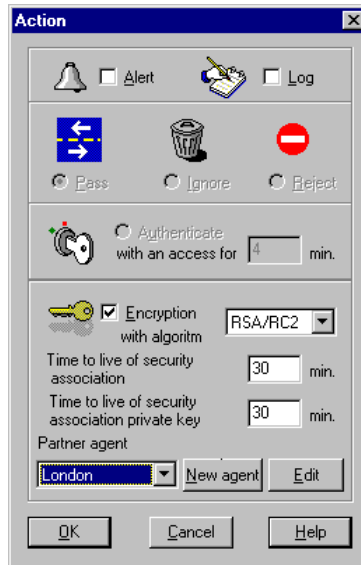 Action
Alert
Log
Pass
Ignore
Reject
Authenticate
with an access for 4 min.
Encryption
with algoritm
RSA/RC2
Time to live of security
association
30 min.
Time to live of security
association private key
30 min.
Partner agent
London
New agent
Edit
OK
Cancel
Help